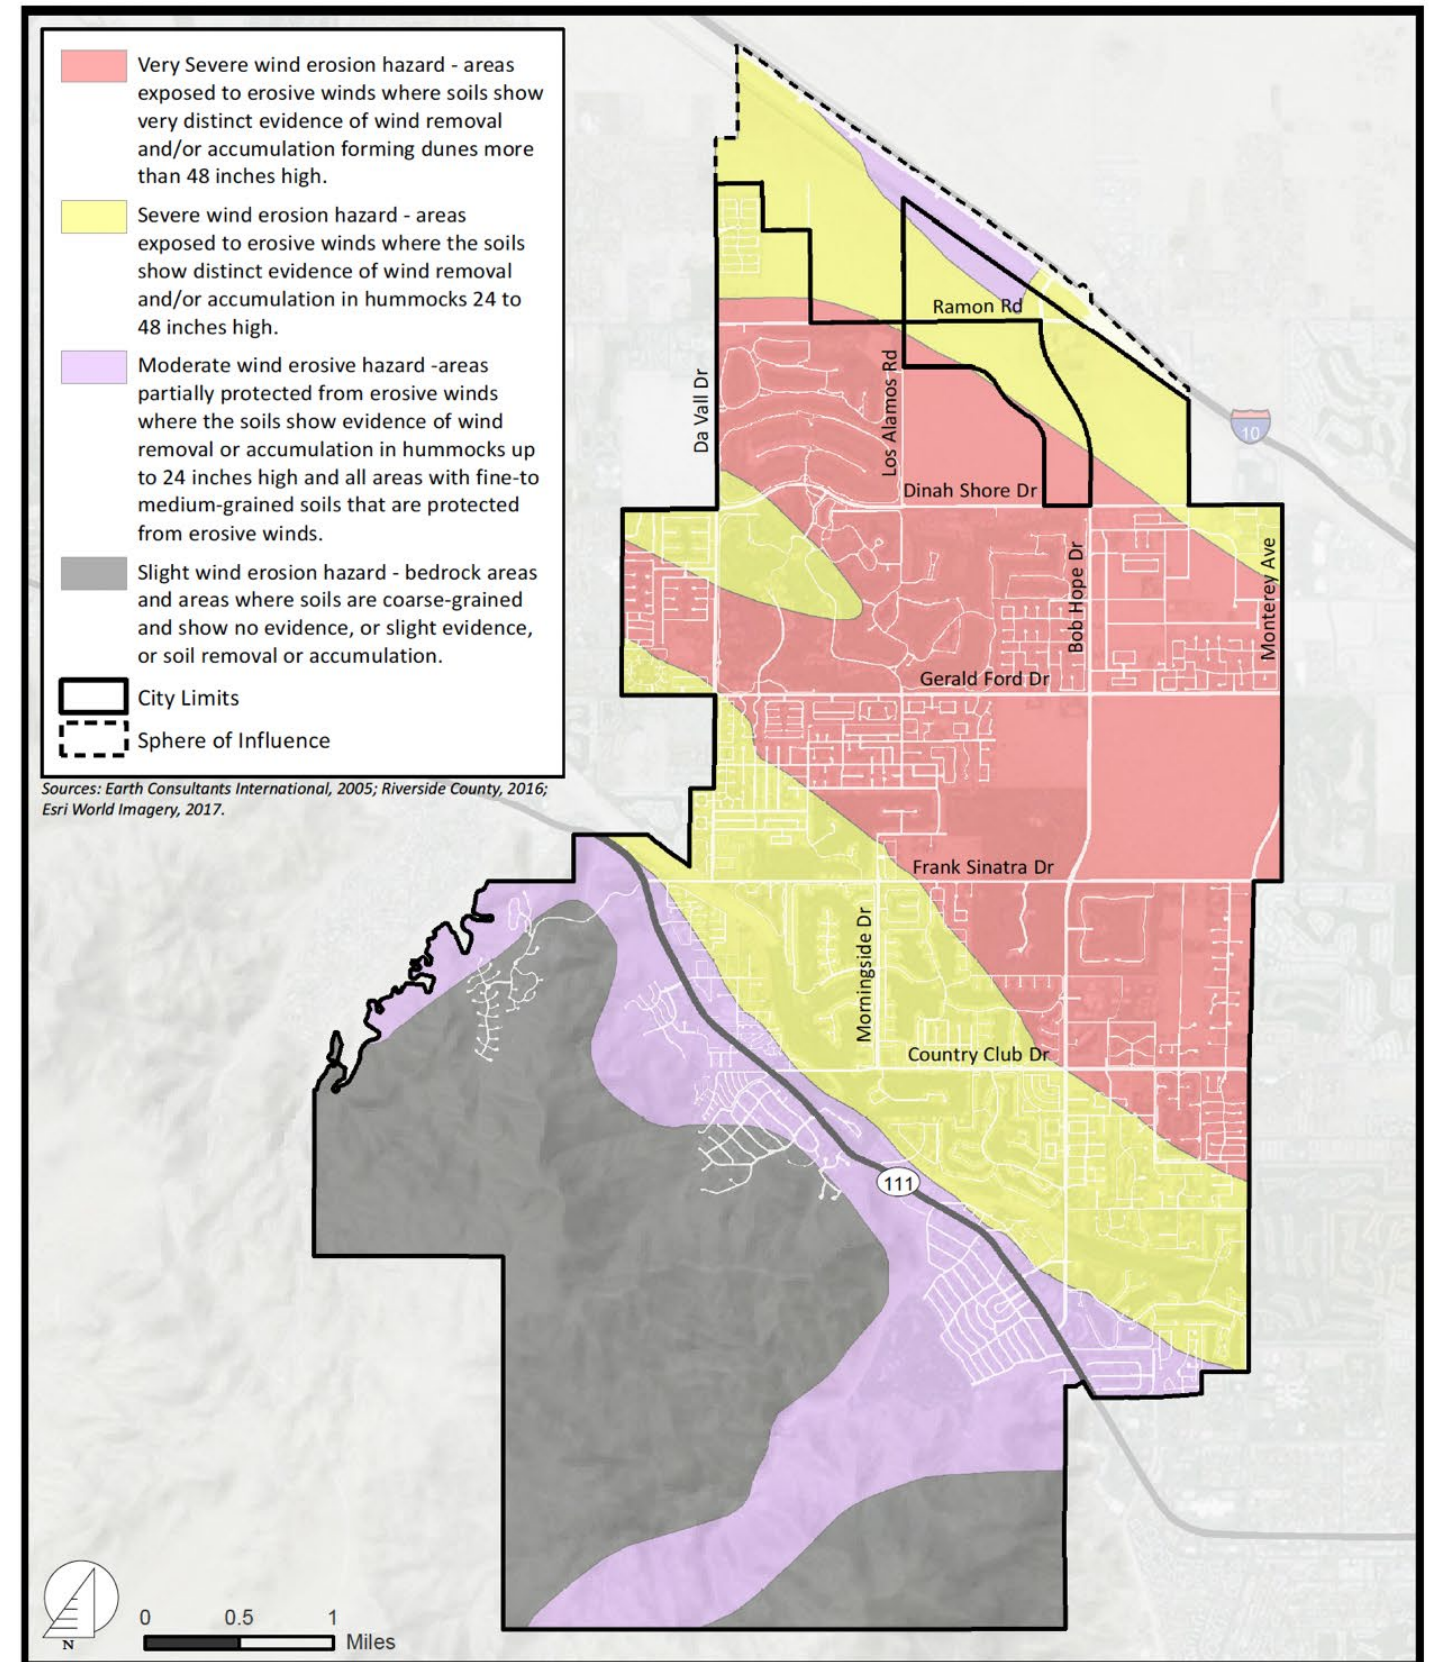 Very Severe wind erosion hazard - areas
exposed to erosive winds where soils show
very distinct evidence of wind removal
and/or accumulation forming dunes more
than 48 inches high.
Severe wind erosion hazard - areas
exposed to erosive winds where the soils
show distinct evidence of wind removal
and/or accumulation in hummocks 24 to
48 inches high.
Moderate wind erosive hazard -areas
partially protected from erosive winds
where the soils show evidence of wind
removal or accumulation in hummocks up
to 24 inches high and all areas with fine-to
medium-grained soils that are protected
from erosive winds.
Slight wind erosion hazard - bedrock areas
and areas where soils are coarse-grained
and show no evidence, or slight evidence,
or soil removal or accumulation.
City Limits
Sphere of Influence
Sources: Earth Consultants International, 2005; Riverside County, 2016;
Esri World Imagery, 2017.
Ramon Rd
Da Vall Dr
Los Alamos Rd
10
Dinah Shore Dr
Bob Hope Dr
Monterey Ave
Gerald Ford Dr
Frank Sinatra Dr
Morningside Dr
Country Club Dr
111
N
0 0.5 1
Miles